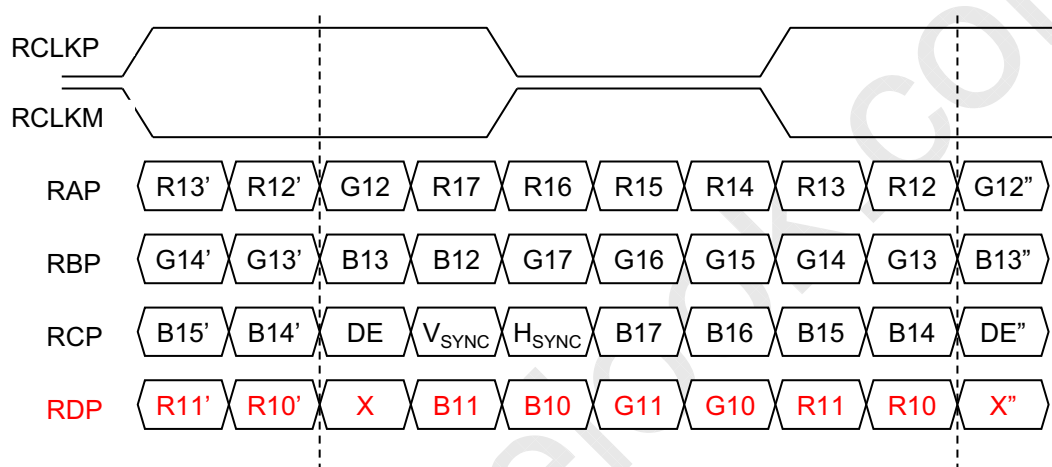 RCLKP
RCLKM
RAP R13’ R12’ G12 R17 R16 R15 R14 R13 R12 G12”
RBP G14’ G13’ B13 B12 G17 G16 G15 G14 G13 B13”
RCP B15’ B14’ DE VSYNC HSYNC B17 B16 B15 B14 DE”
RDP R11’ R10’ X B11 B10 G11 G10 R11 R10 X”